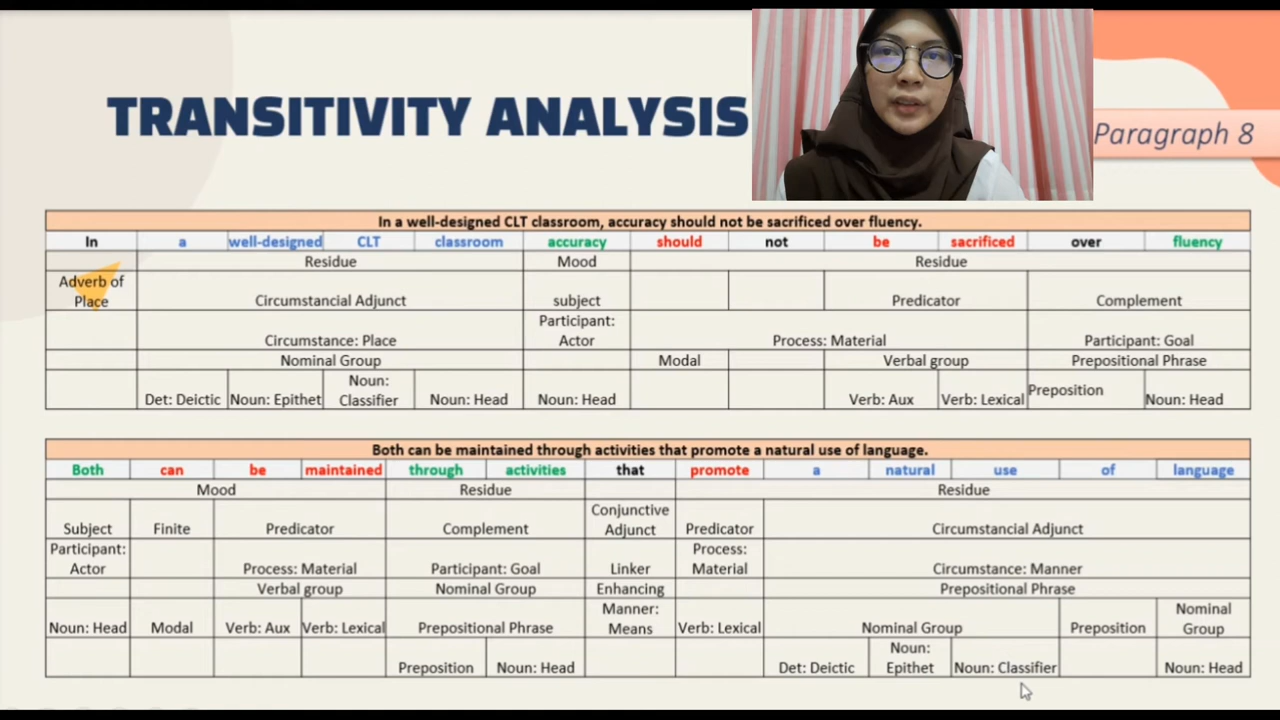 TRANSITIVITY ANALYSIS
Paragraph 8
In a well-designed CLT classroom, accuracy should not be sacrificed over fluency.
In a well-designed CLT classroom accuracy should not be sacrificed over fluency
Residue Mood Residue
Adverb of Place Circumstancial Adjunct subject Predicator Complement
Circumstance: Place Participant: Actor Process: Material Participant: Goal
Nominal Group Modal Verbal group Prepositional Phrase
Det: Deictic Noun: Epithet Noun: Classifier Noun: Head Noun: Head Verb: Aux Verb: Lexical Preposition Noun: Head
Both can be maintained through activities that promote a natural use of language.
Both can be maintained through activities that promote a natural use of language
Mood Residue Residue
Subject Finite Predicator Complement Conjunctive Adjunct Predicator Circumstancial Adjunct
Participant: Actor Process: Material Participant: Goal Linker Process: Material Circumstance: Manner
Verbal group Nominal Group Enhancing Prepositional Phrase
Noun: Head Modal Verb: Aux Verb: Lexical Prepositional Phrase Manner: Means Verb: Lexical Nominal Group Preposition Nominal Group
Preposition Noun: Head Det: Deictic Noun: Epithet Noun: Classifier Noun: Head